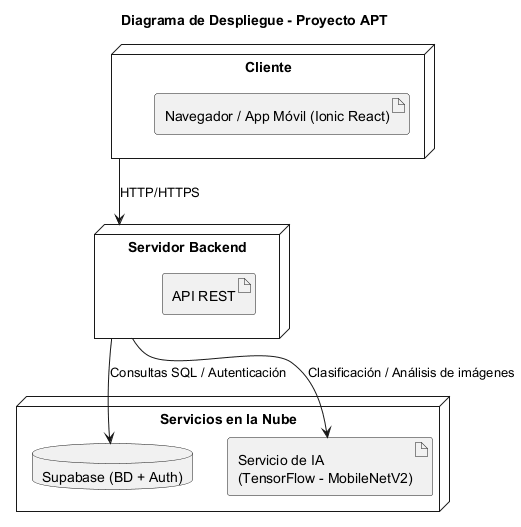 Diagrama de Despliegue - Proyecto APT
Cliente
Navegador / App Móvil (Ionic React)
HTTP/HTTPS
Servidor Backend
API REST
Consultas SQL / Autenticación
Clasificación / Análisis de imágenes
Servicios en la Nube
Supabase (BD + Auth)
Servicio de IA
(TensorFlow - MobileNetV2)